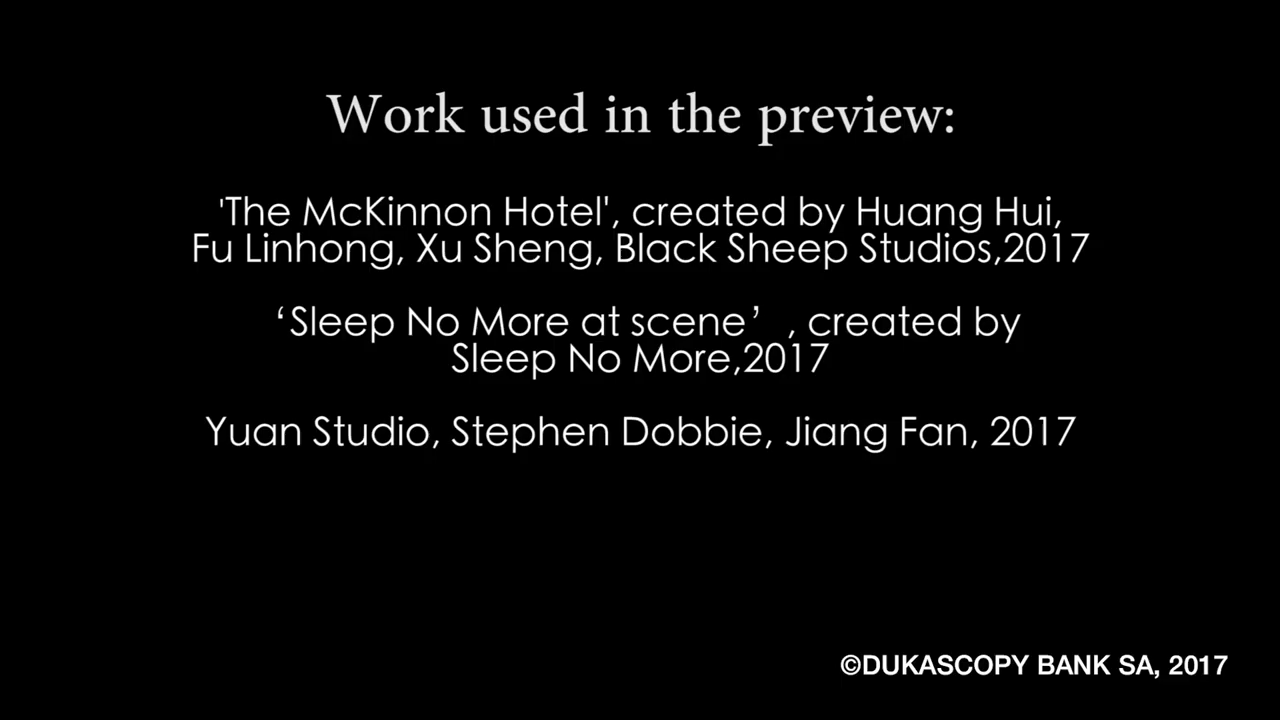 Work used in the preview:
'The McKinnon Hotel', created by Huang Hui,
Fu Linhong, Xu Sheng, Black Sheep Studios,2017
‘Sleep No More at scene’ , created by
Sleep No More,2017
Yuan Studio, Stephen Dobbie, Jiang Fan, 2017
©DUKASCOPY BANK SA, 2017